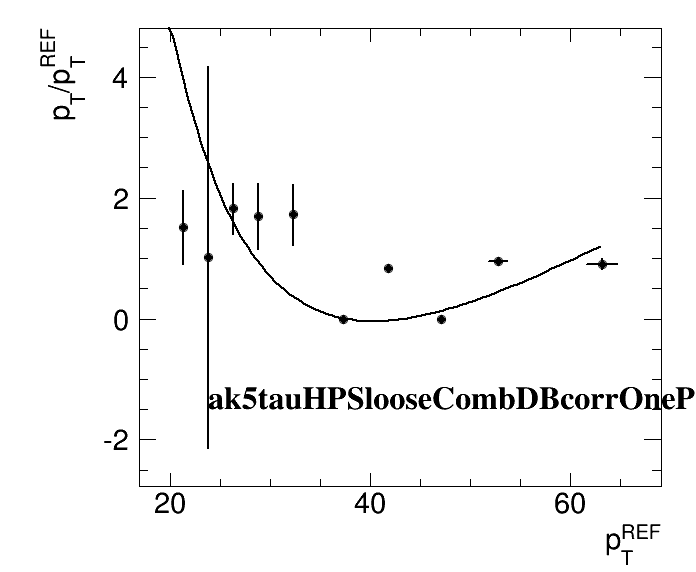 p_T/p_T^REF
4
2
0
-2
ak5tauHPSlooseCombDBcorrOneP
20 40 60
p_T^REF